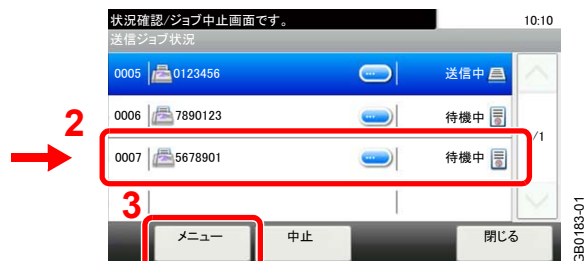 状況確認/ジョブ中止画面です。 10:10
送信ジョブ状況
0005 0123456 送信中
0006 7890123 待機中
2
/1
0007 5678901 待機中
3
メニュー 中止 閉じる
GB0183-01